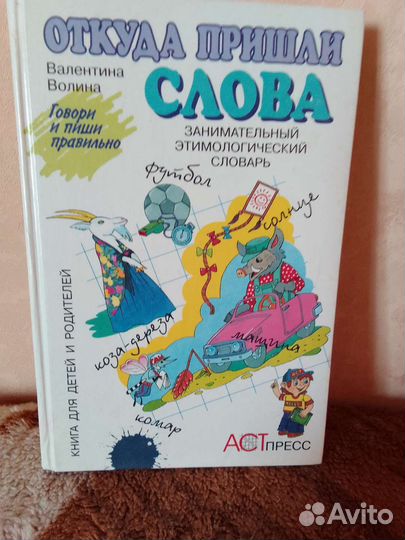 ОТКУДА ПРИШЛИ
СЛОВА
Валентина
Волина
Говори
и пиши
правильно
ЗАНИМАТЕЛЬНЫЙ
ЭТИМОЛОГИЧЕСКИЙ
СЛОВАРЬ
футбол
солнце
коза-дереза
машина
комар
КНИГА ДЛЯ ДЕТЕЙ И РОДИТЕЛЕЙ
АСТ ПРЕСС
Avito